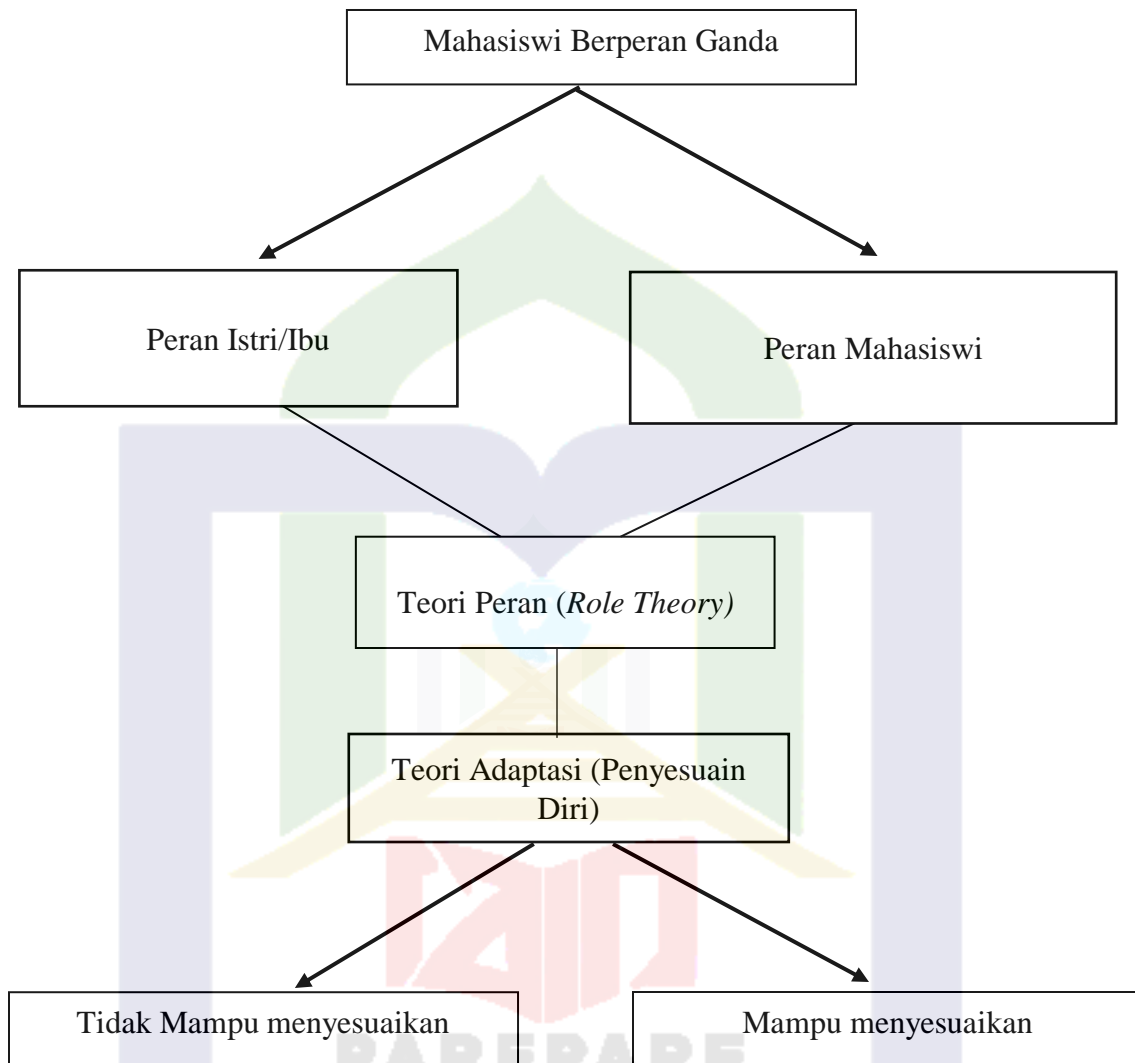 Mahasiswi Berperan Ganda
Peran Istri/Ibu
Peran Mahasiswi
Teori Peran (Role Theory)
Teori Adaptasi (Penyesuain
Diri)
Tidak Mampu menyesuaikan
Mampu menyesuaikan
PAREPARE